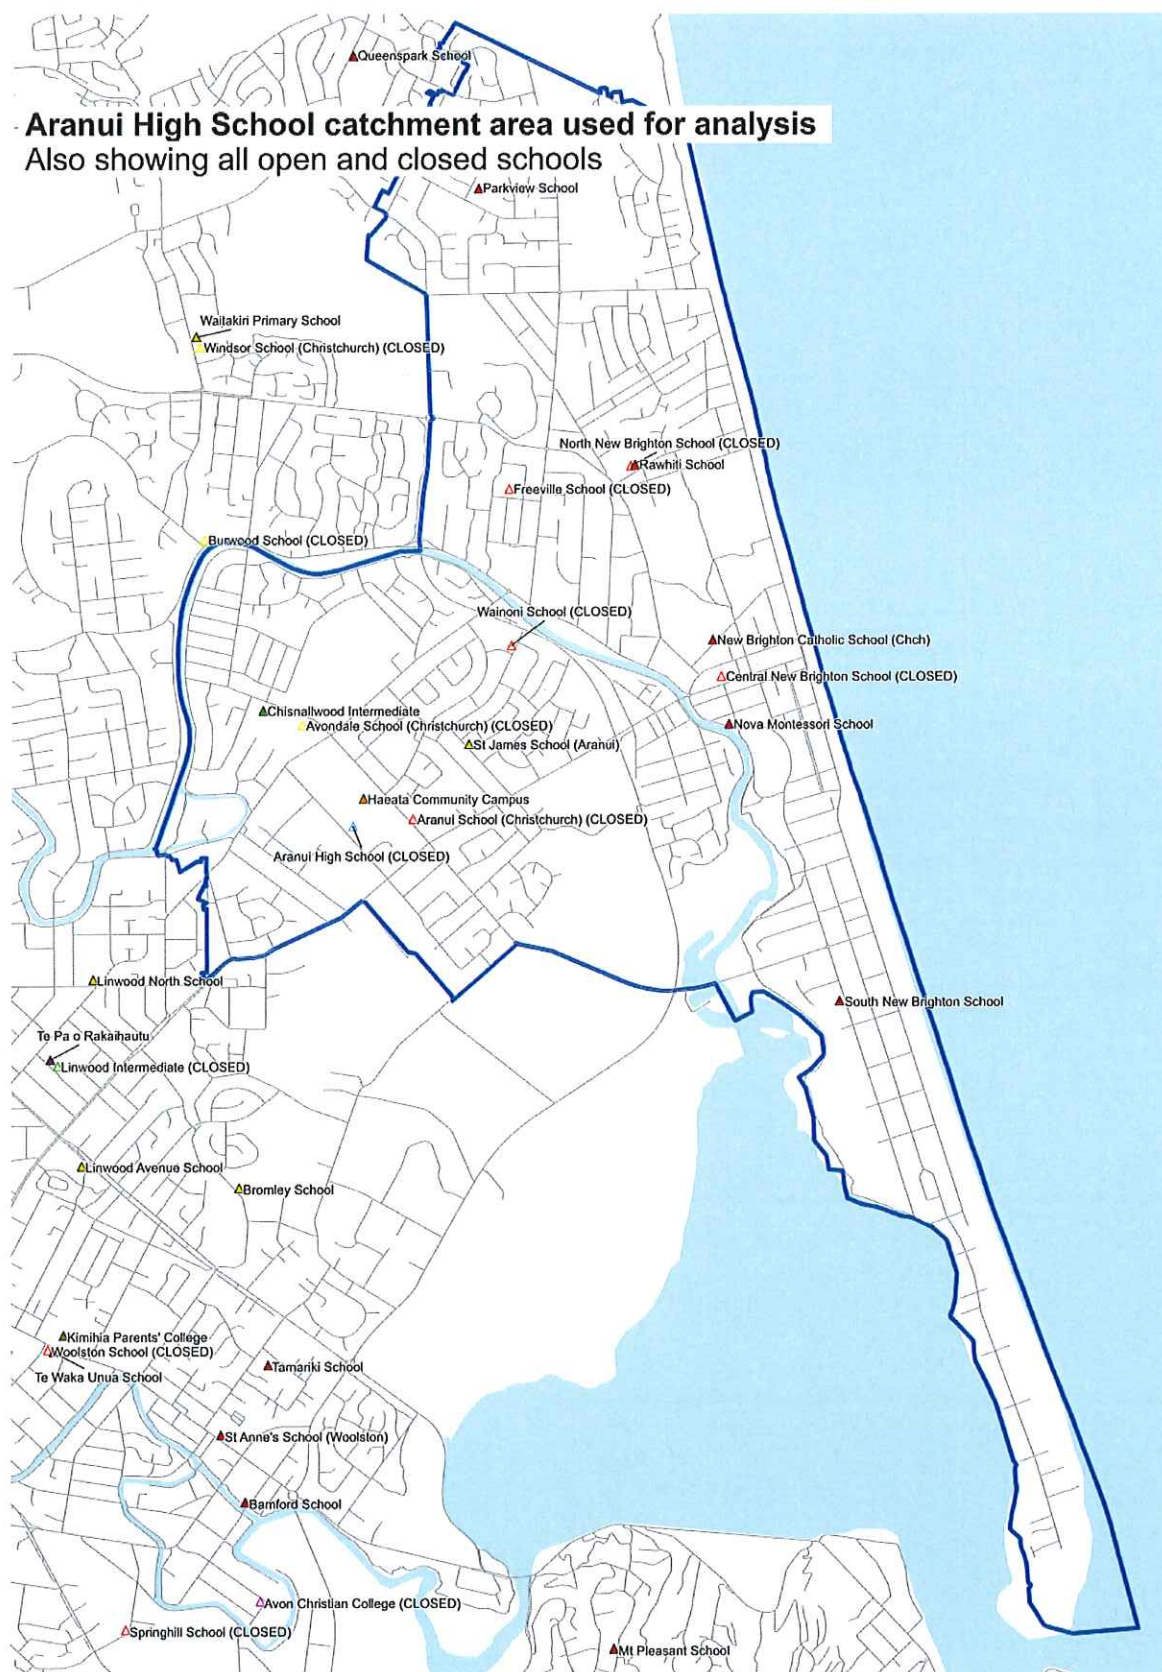 Queenspark School
Aranui High School catchment area used for analysis
Also showing all open and closed schools
Parkview School
Waitakiri Primary School
Windsor School (Christchurch) (CLOSED)
North New Brighton School (CLOSED)
Rawhiti School
Freeville School (CLOSED)
Burwood School (CLOSED)
Wainoni School (CLOSED)
New Brighton Catholic School (Chch)
Central New Brighton School (CLOSED)
Chisnallwood Intermediate
Avondale School (Christchurch) (CLOSED)
Nova Montessori School
St James School (Aranui)
Haeata Community Campus
Aranui School (Christchurch) (CLOSED)
Aranui High School (CLOSED)
Linwood North School
South New Brighton School
Te Pa o Rakaihautu
Linwood Intermediate (CLOSED)
Linwood Avenue School
Bromley School
Kimihia Parents' College
Woolston School (CLOSED)
Te Waka Unua School
Tamariki School
St Anne's School (Woolston)
Bamford School
Avon Christian College (CLOSED)
Springhill School (CLOSED)
Mt Pleasant School